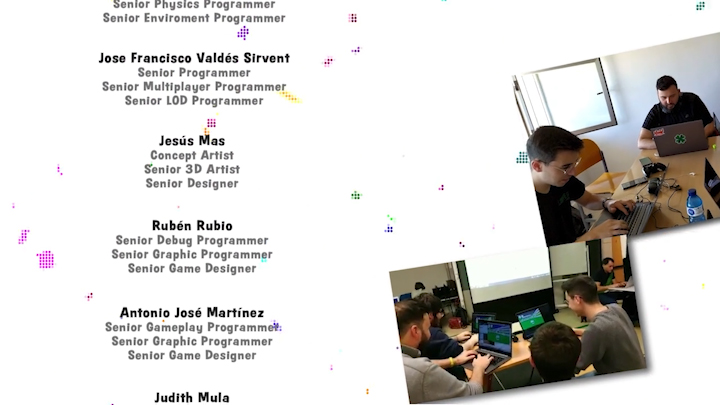 Senior Physics Programmer
Senior Enviroment Programmer
Jose Francisco Valdés Sirvent
Senior Programmer
Senior Multiplayer Programmer
Senior LOD Programmer
Jesús Mas
Concept Artist
Senior 3D Artist
Senior Designer
Rubén Rubio
Senior Debug Programmer
Senior Graphic Programmer
Senior Game Designer
Antonio José Martínez
Senior Gameplay Programmer
Senior Graphic Programmer
Senior Game Designer
Judith Mula